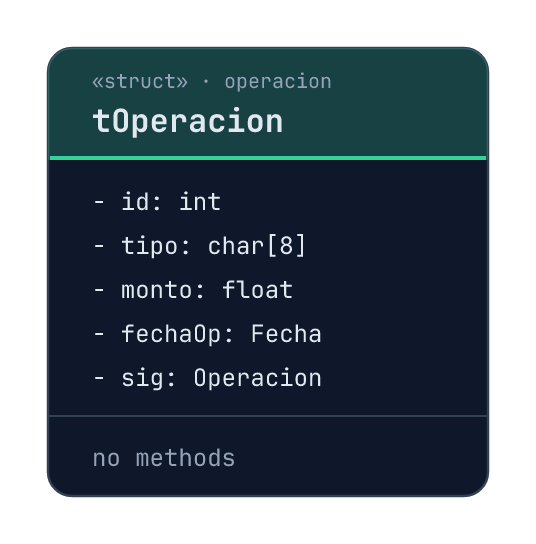 «struct» · operacion
tOperacion
- id: int
- tipo: char[8]
- monto: float
- fechaOp: Fecha
- sig: Operacion
no methods